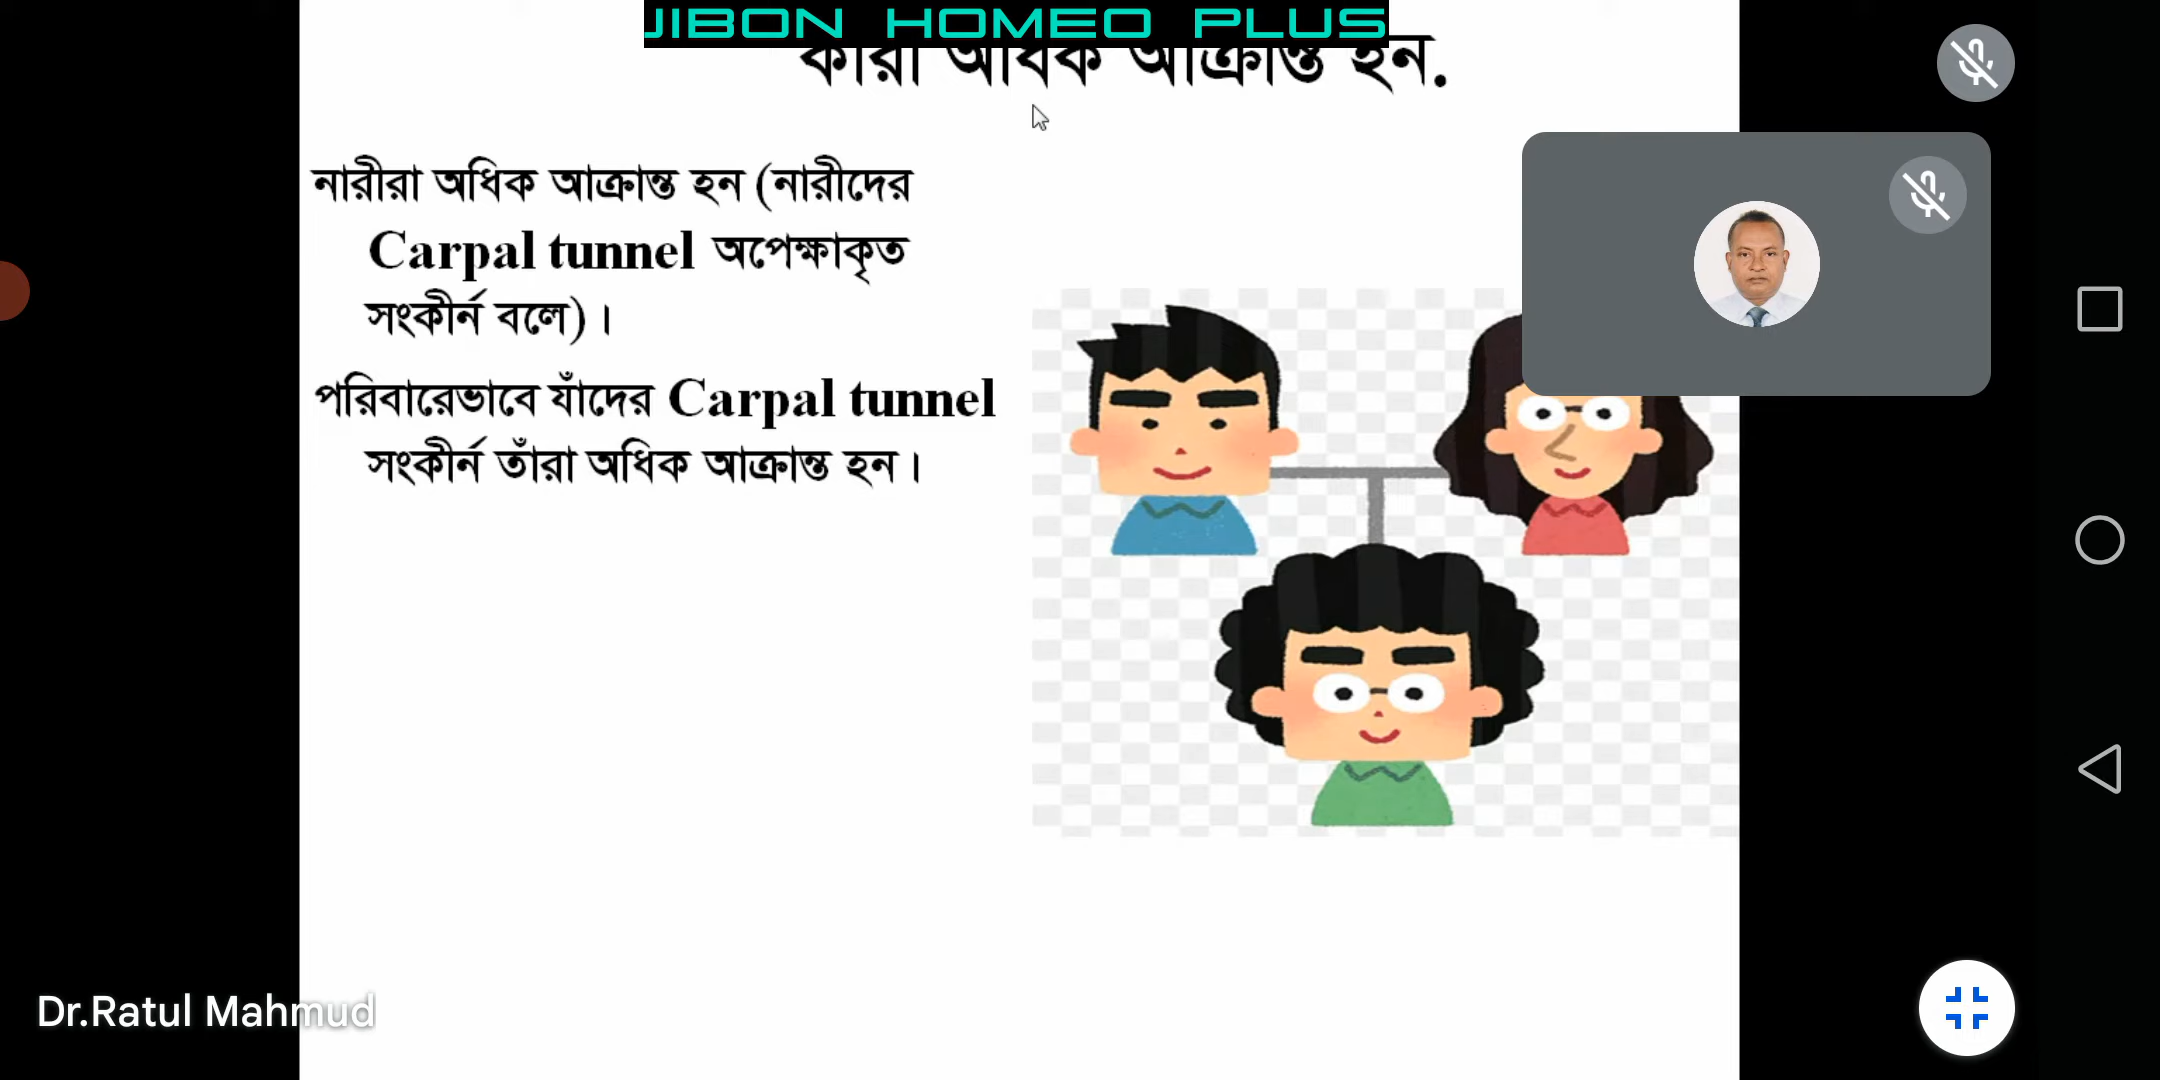 JIBON HOMEO PLUS
কারা অধিক আক্রান্ত হন.
নারীরা অধিক আক্রান্ত হন (নারীদের
Carpal tunnel অপেক্ষাকৃত
সংকীর্ন বলে) ।
পরিবারেভাবে যাঁদের Carpal tunnel
সংকীর্ন তাঁরা অধিক আক্রান্ত হন।
Dr.Ratul Mahmud